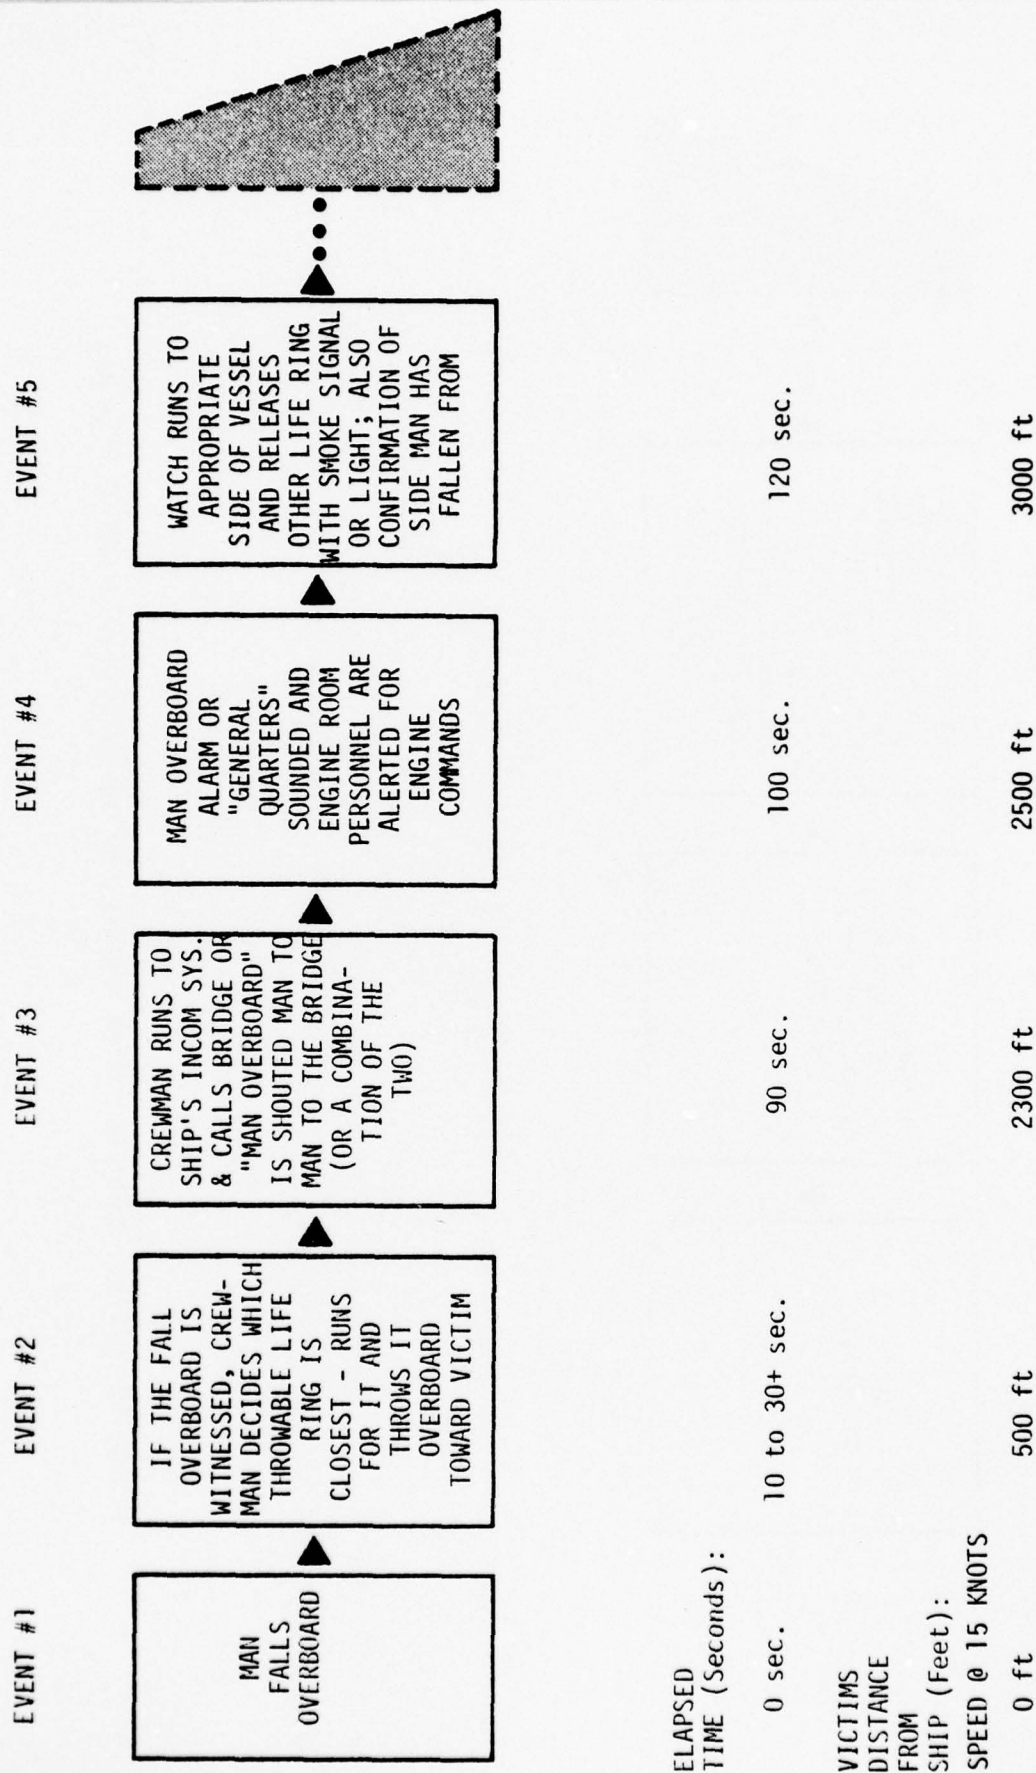 EVENT #1
MAN
FALLS
OVERBOARD
EVENT #2
IF THE FALL
OVERBOARD IS
WITNESSED, CREW-
MAN DECIDES WHICH
THROWABLE LIFE
RING IS
CLOSEST - RUNS
FOR IT AND
THROWS IT
OVERBOARD
TOWARD VICTIM
EVENT #3
CREWMAN RUNS TO
SHIP'S INCOM SYS.
& CALLS BRIDGE OR
"MAN OVERBOARD"
IS SHOUTED MAN TO
MAN TO THE BRIDGE
(OR A COMBINA-
TION OF THE
TWO)
EVENT #4
MAN OVERBOARD
ALARM OR
"GENERAL
QUARTERS"
SOUNDED AND
ENGINE ROOM
PERSONNEL ARE
ALERTED FOR
ENGINE
COMMANDS
EVENT #5
WATCH RUNS TO
APPROPRIATE
SIDE OF VESSEL
AND RELEASES
OTHER LIFE RING
WITH SMOKE SIGNAL
OR LIGHT; ALSO
CONFIRMATION OF
SIDE MAN HAS
FALLEN FROM
ELAPSED
TIME (Seconds):
0 sec. 10 to 30+ sec. 90 sec. 100 sec. 120 sec.
VICTIMS
DISTANCE
FROM
SHIP (Feet):
SPEED @ 15 KNOTS
0 ft 500 ft 2300 ft 2500 ft 3000 ft